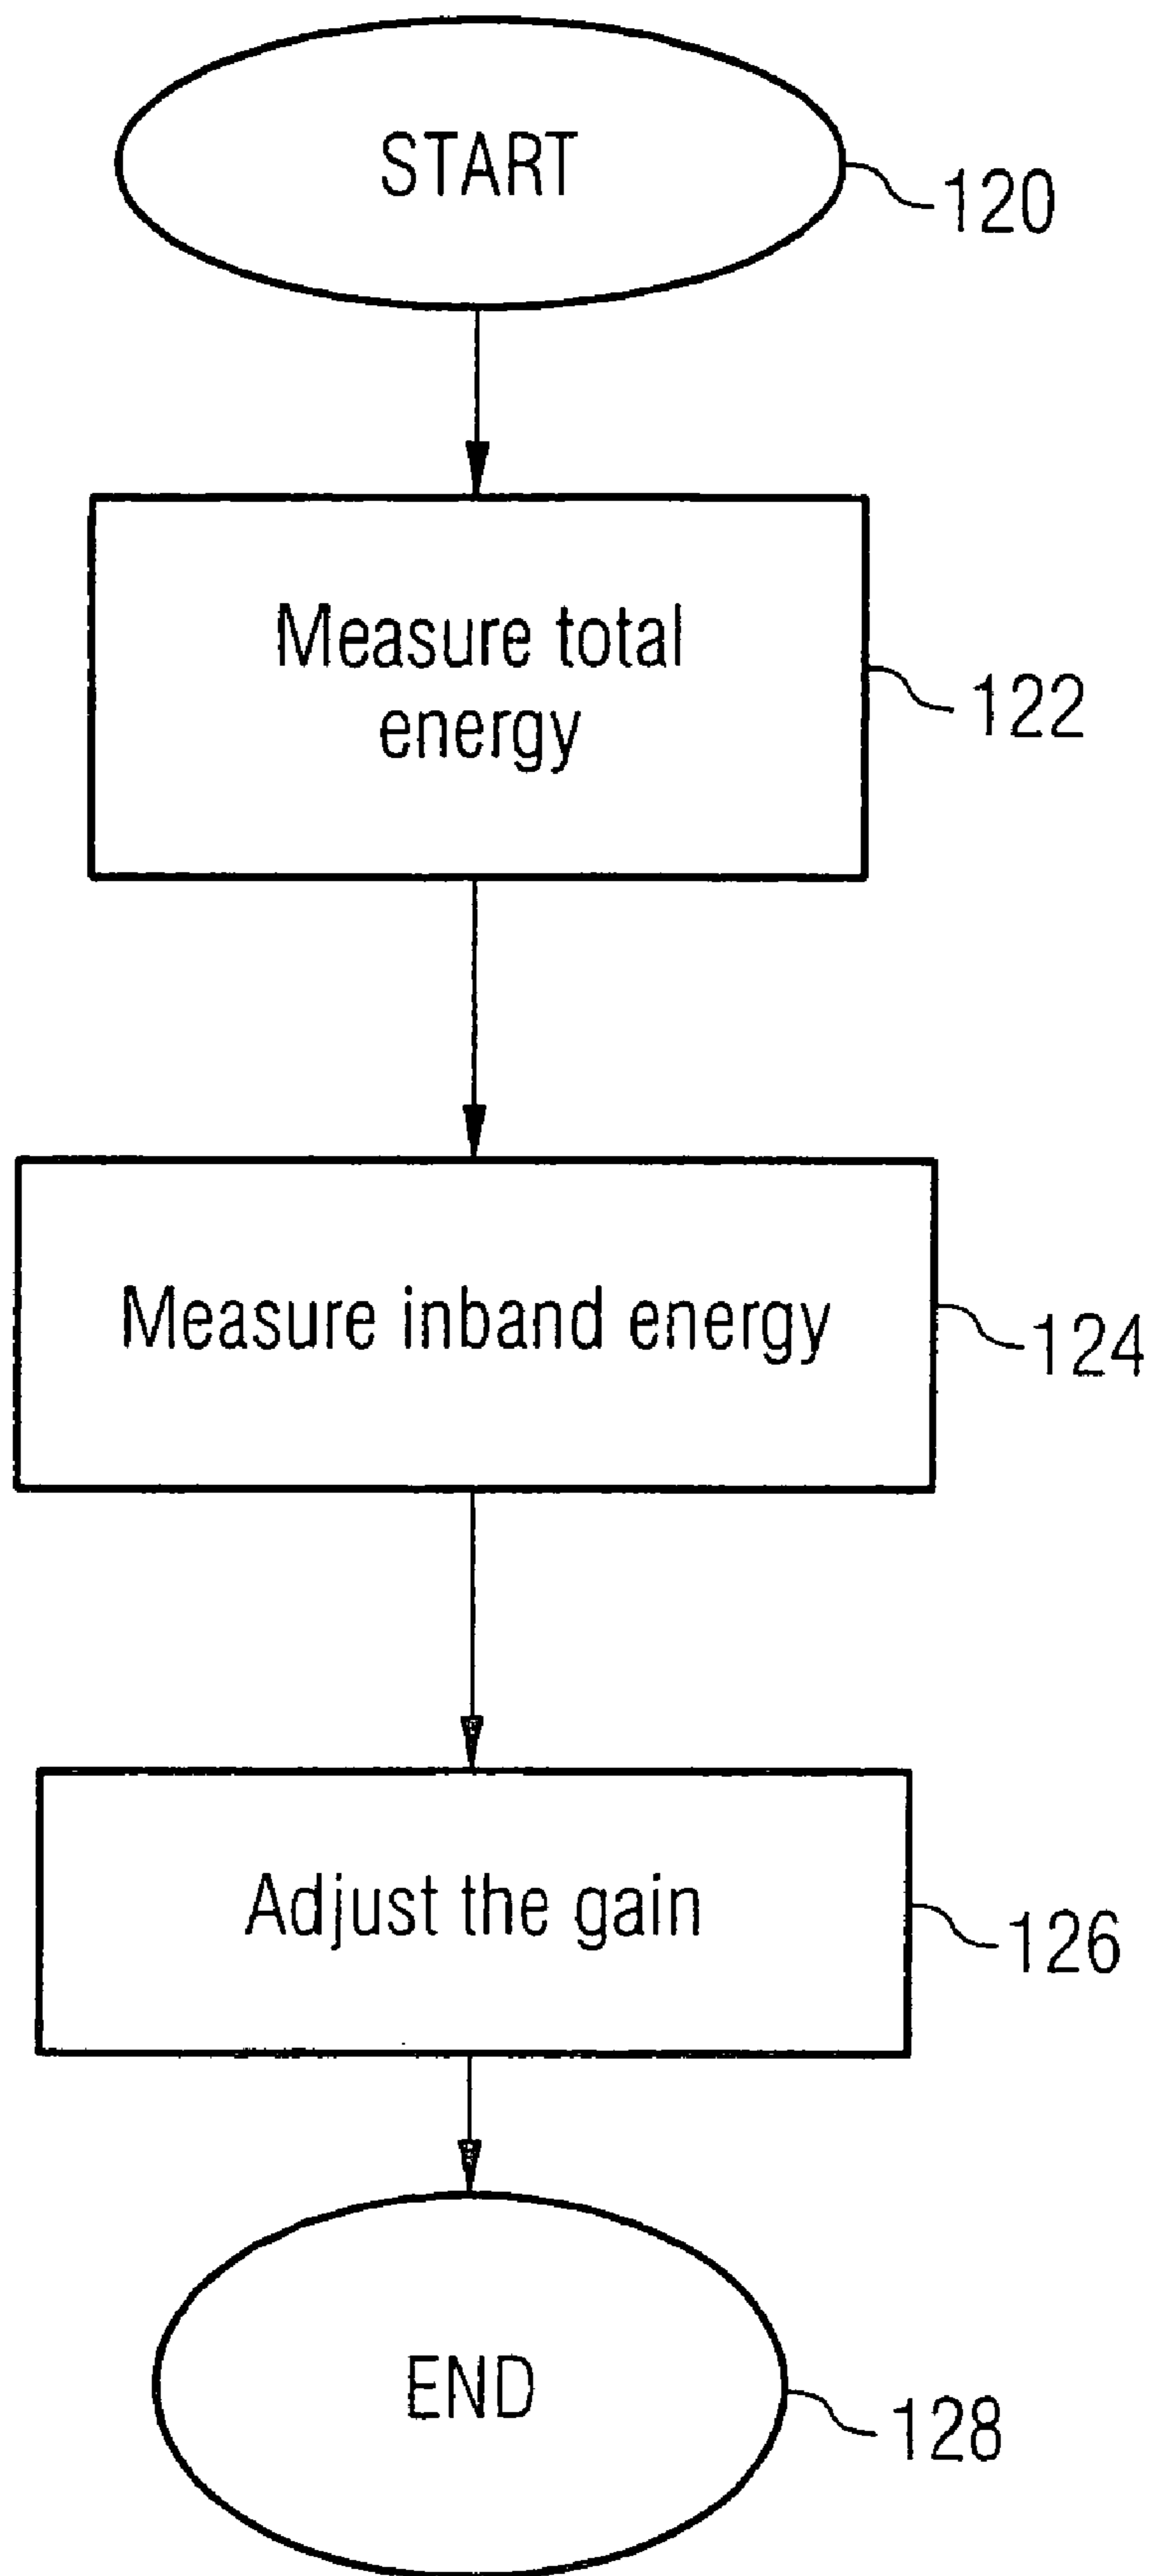 START
120
Measure total
energy
122
Measure inband energy
124
Adjust the gain
126
END
128